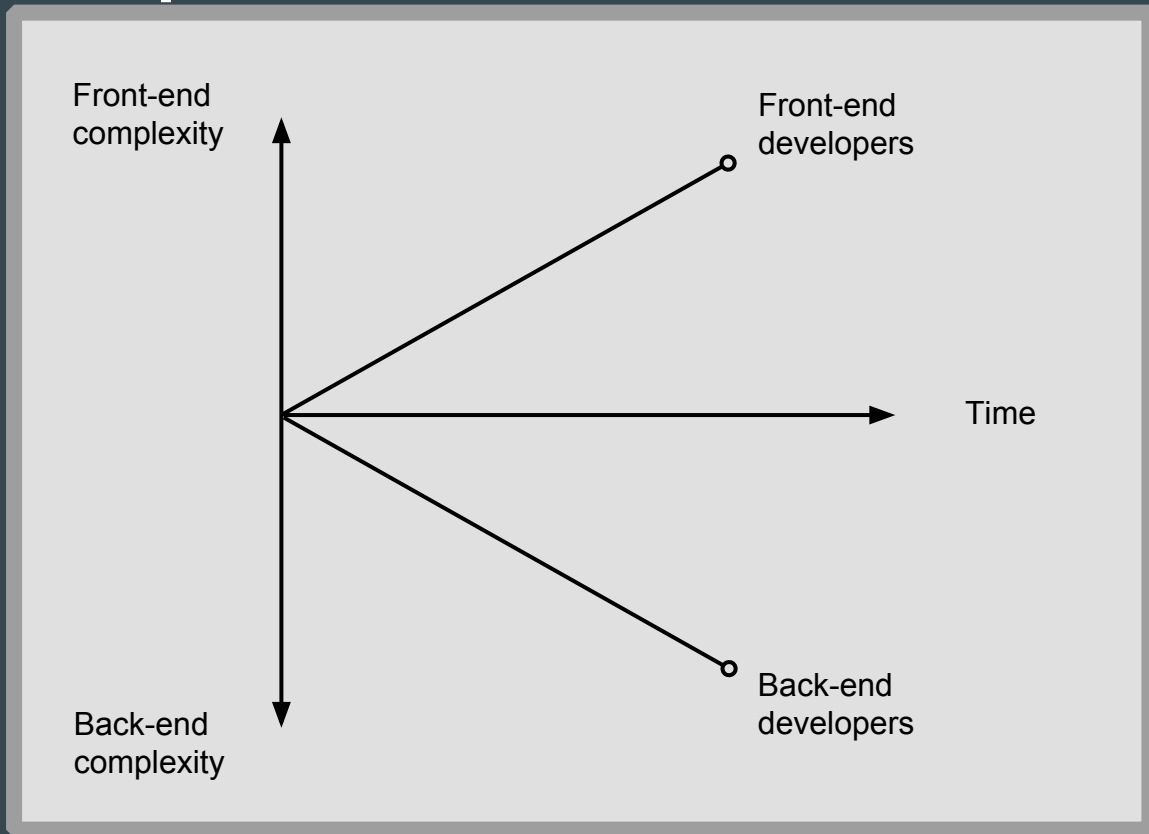 Front-end
complexity
Front-end
developers
Time
Back-end
developers
Back-end
complexity